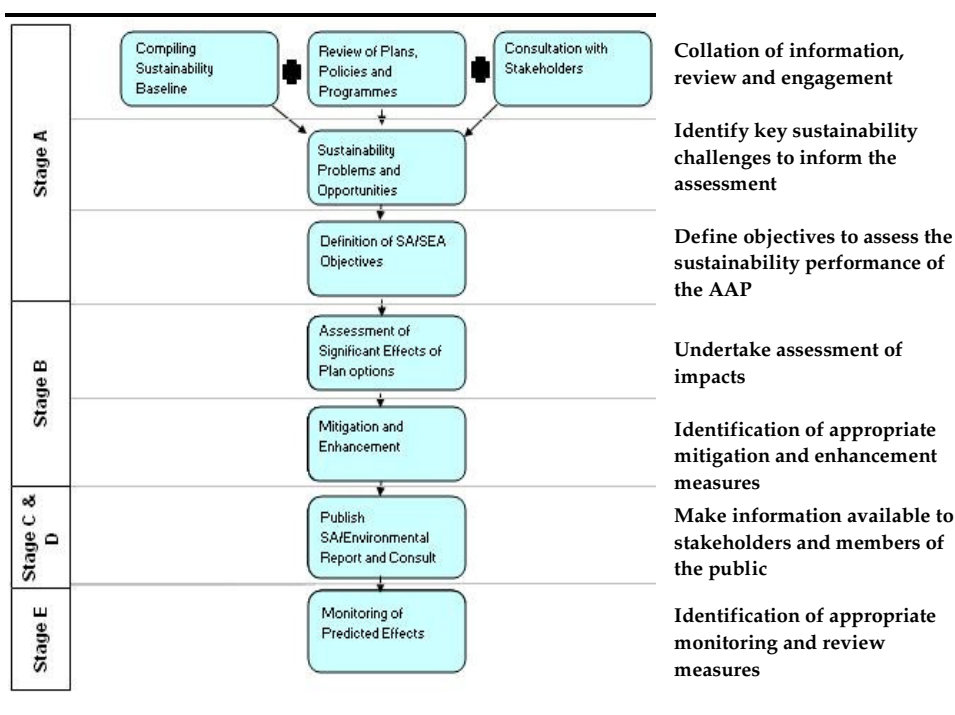 Stage A
Compiling
Sustainability
Baseline
Review of Plans,
Policies and
Programmes
Consultation with
Stakeholders
Collation of information,
review and engagement
Sustainability
Problems and
Opportunities
Identify key sustainability
challenges to inform the
assessment
Definition of SA/SEA
Objectives
Define objectives to assess the
sustainability performance of
the AAP
Stage B
Assessment of
Significant Effects of
Plan options
Undertake assessment of
impacts
Mitigation and
Enhancement
Identification of appropriate
mitigation and enhancement
measures
Stage C &
D
Publish
SA/Environmental
Report and Consult
Make information available to
stakeholders and members of
the public
Stage E
Monitoring of
Predicted Effects
Identification of appropriate
monitoring and review
measures